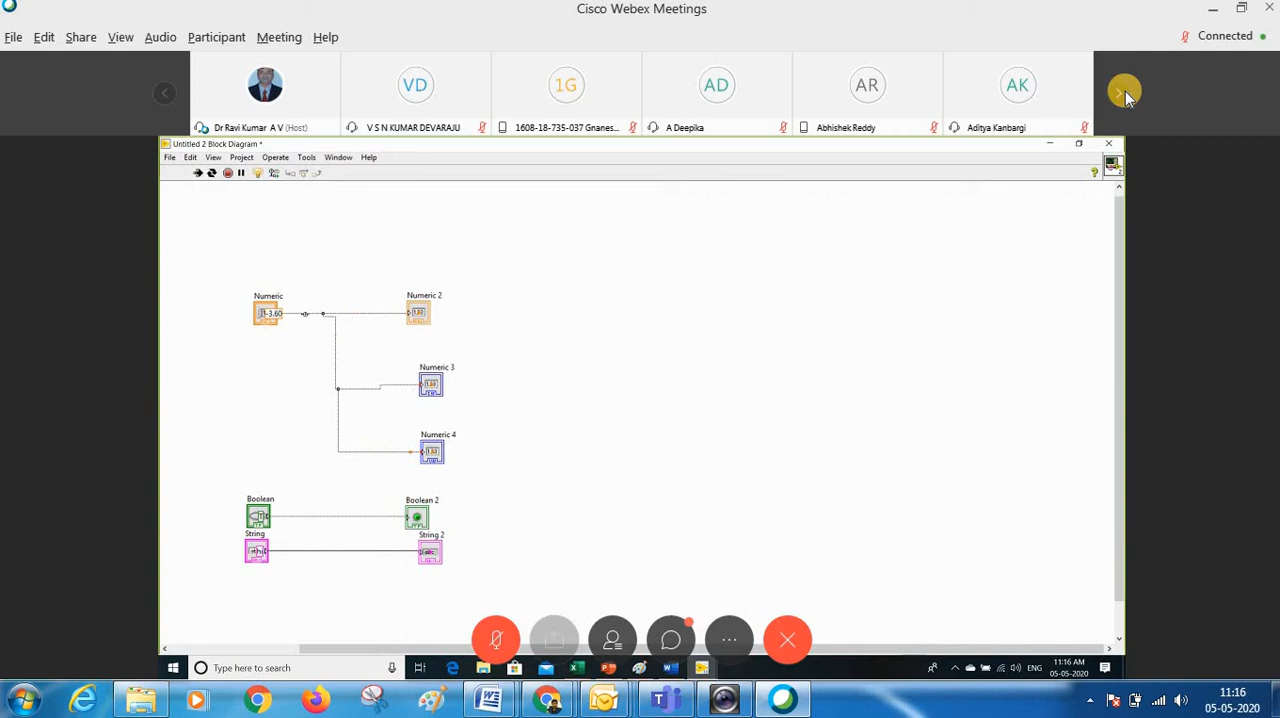 Cisco Webex Meetings
File Edit Share View Audio Participant Meeting Help
Connected
VD
1G
AD
AR
AK
Dr Ravi Kumar A V (Host)
V S N KUMAR DEVARAJU
1608-18-735-037 Gnanes...
A Deepika
Abhishek Reddy
Aditya Kanbargi
Untitled 2 Block Diagram *
File Edit View Project Operate Tools Window Help
Numeric
Numeric 2
-3.60
Numeric 3
Numeric 4
Boolean
Boolean 2
String
String 2
Type here to search
ENG
11:16 AM
05-05-2020
11:16
05-05-2020